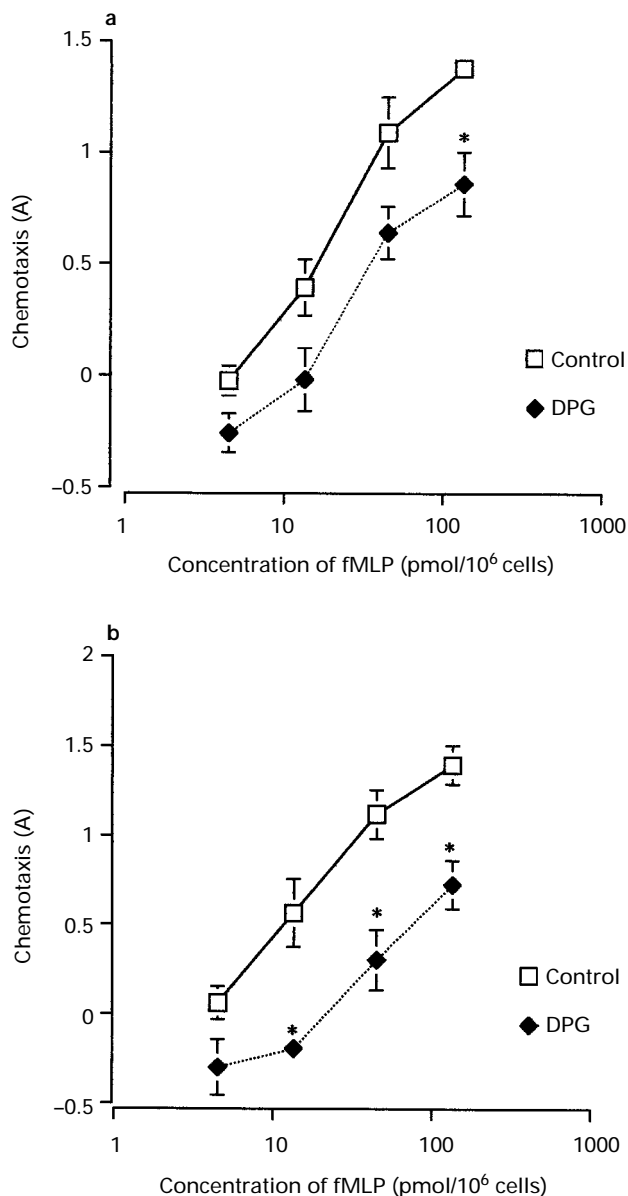 a
1.5
1
0.5
0
–0.5
Chemotaxis (A)
*
Control
DPG
1 10 100 1000
Concentration of fMLP (pmol/10⁶ cells)
b
2
1.5
1
0.5
0
–0.5
Chemotaxis (A)
*
*
*
Control
DPG
1 10 100 1000
Concentration of fMLP (pmol/10⁶ cells)